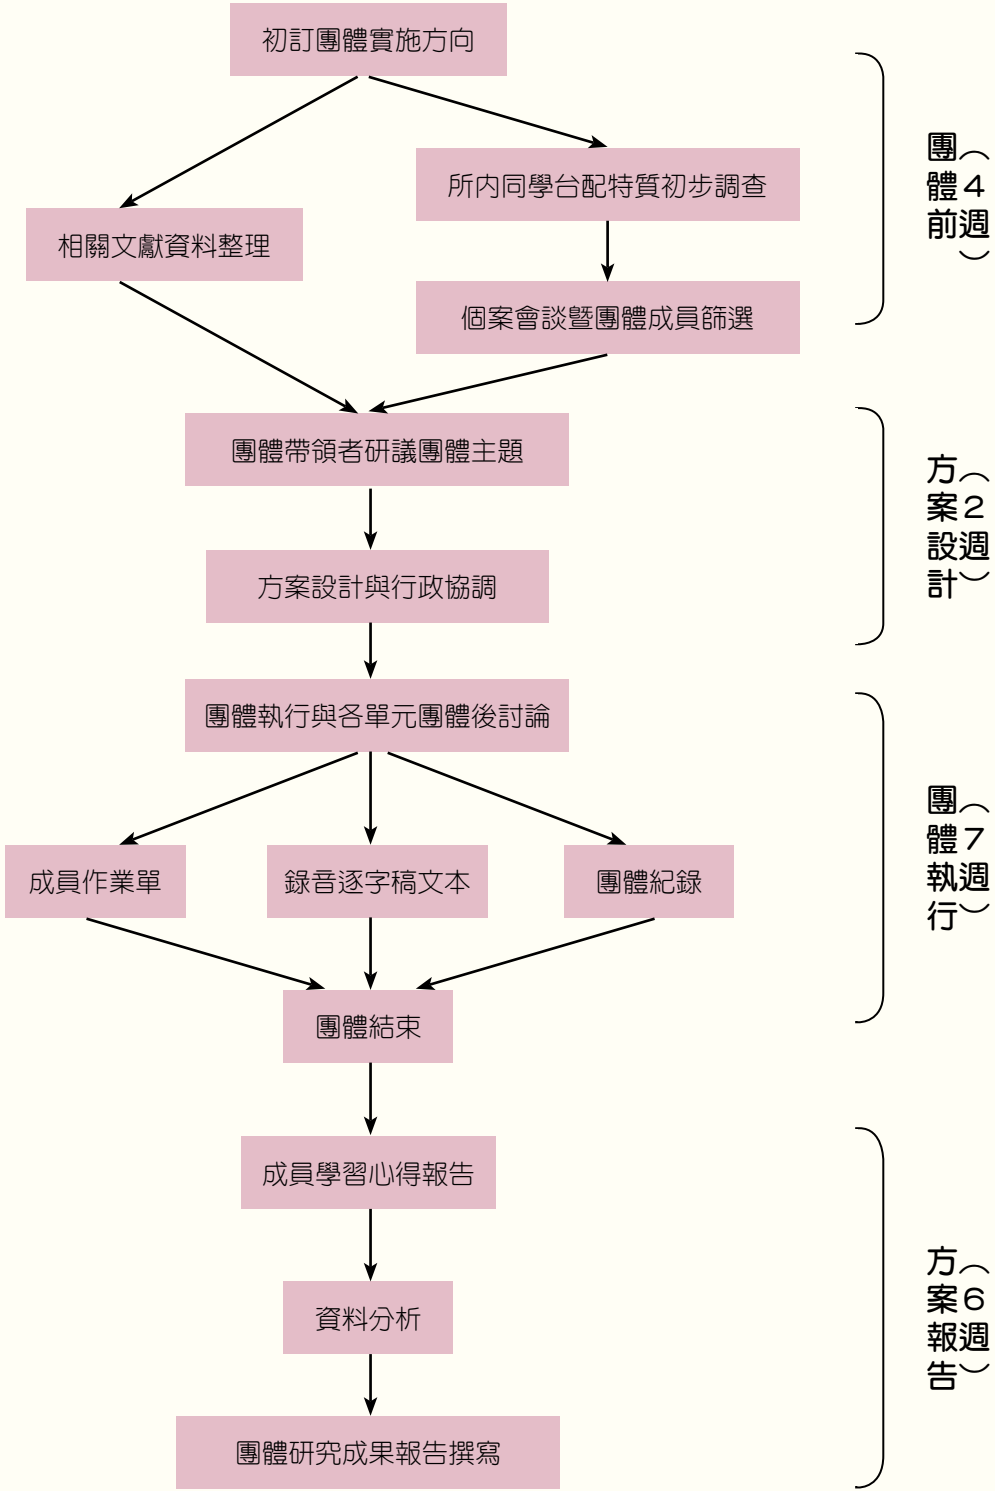 初訂團體實施方向
所內同學台配特質初步調查
相關文獻資料整理
個案會談暨團體成員篩選
團體前
（4週）
團體帶領者研議團體主題
方案設計與行政協調
方案設計
（2週）
團體執行與各單元團體後討論
成員作業單
錄音逐字稿文本
團體紀錄
團體結束
團體執行
（7週）
成員學習心得報告
資料分析
團體研究成果報告撰寫
方案報告
（6週）